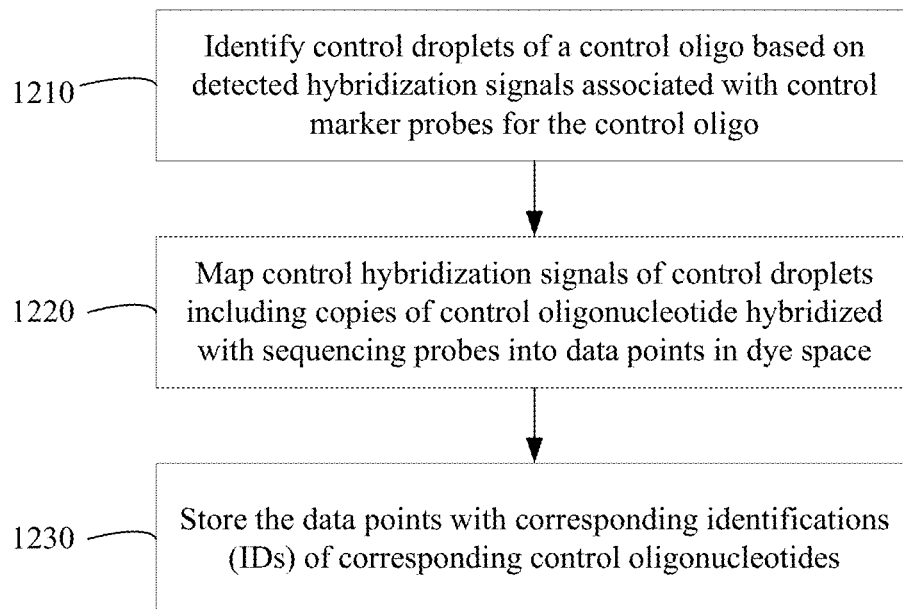 1210
Identify control droplets of a control oligo based on
detected hybridization signals associated with control
marker probes for the control oligo
1220
Map control hybridization signals of control droplets
including copies of control oligonucleotide hybridized
with sequencing probes into data points in dye space
1230
Store the data points with corresponding identifications
(IDs) of corresponding control oligonucleotides